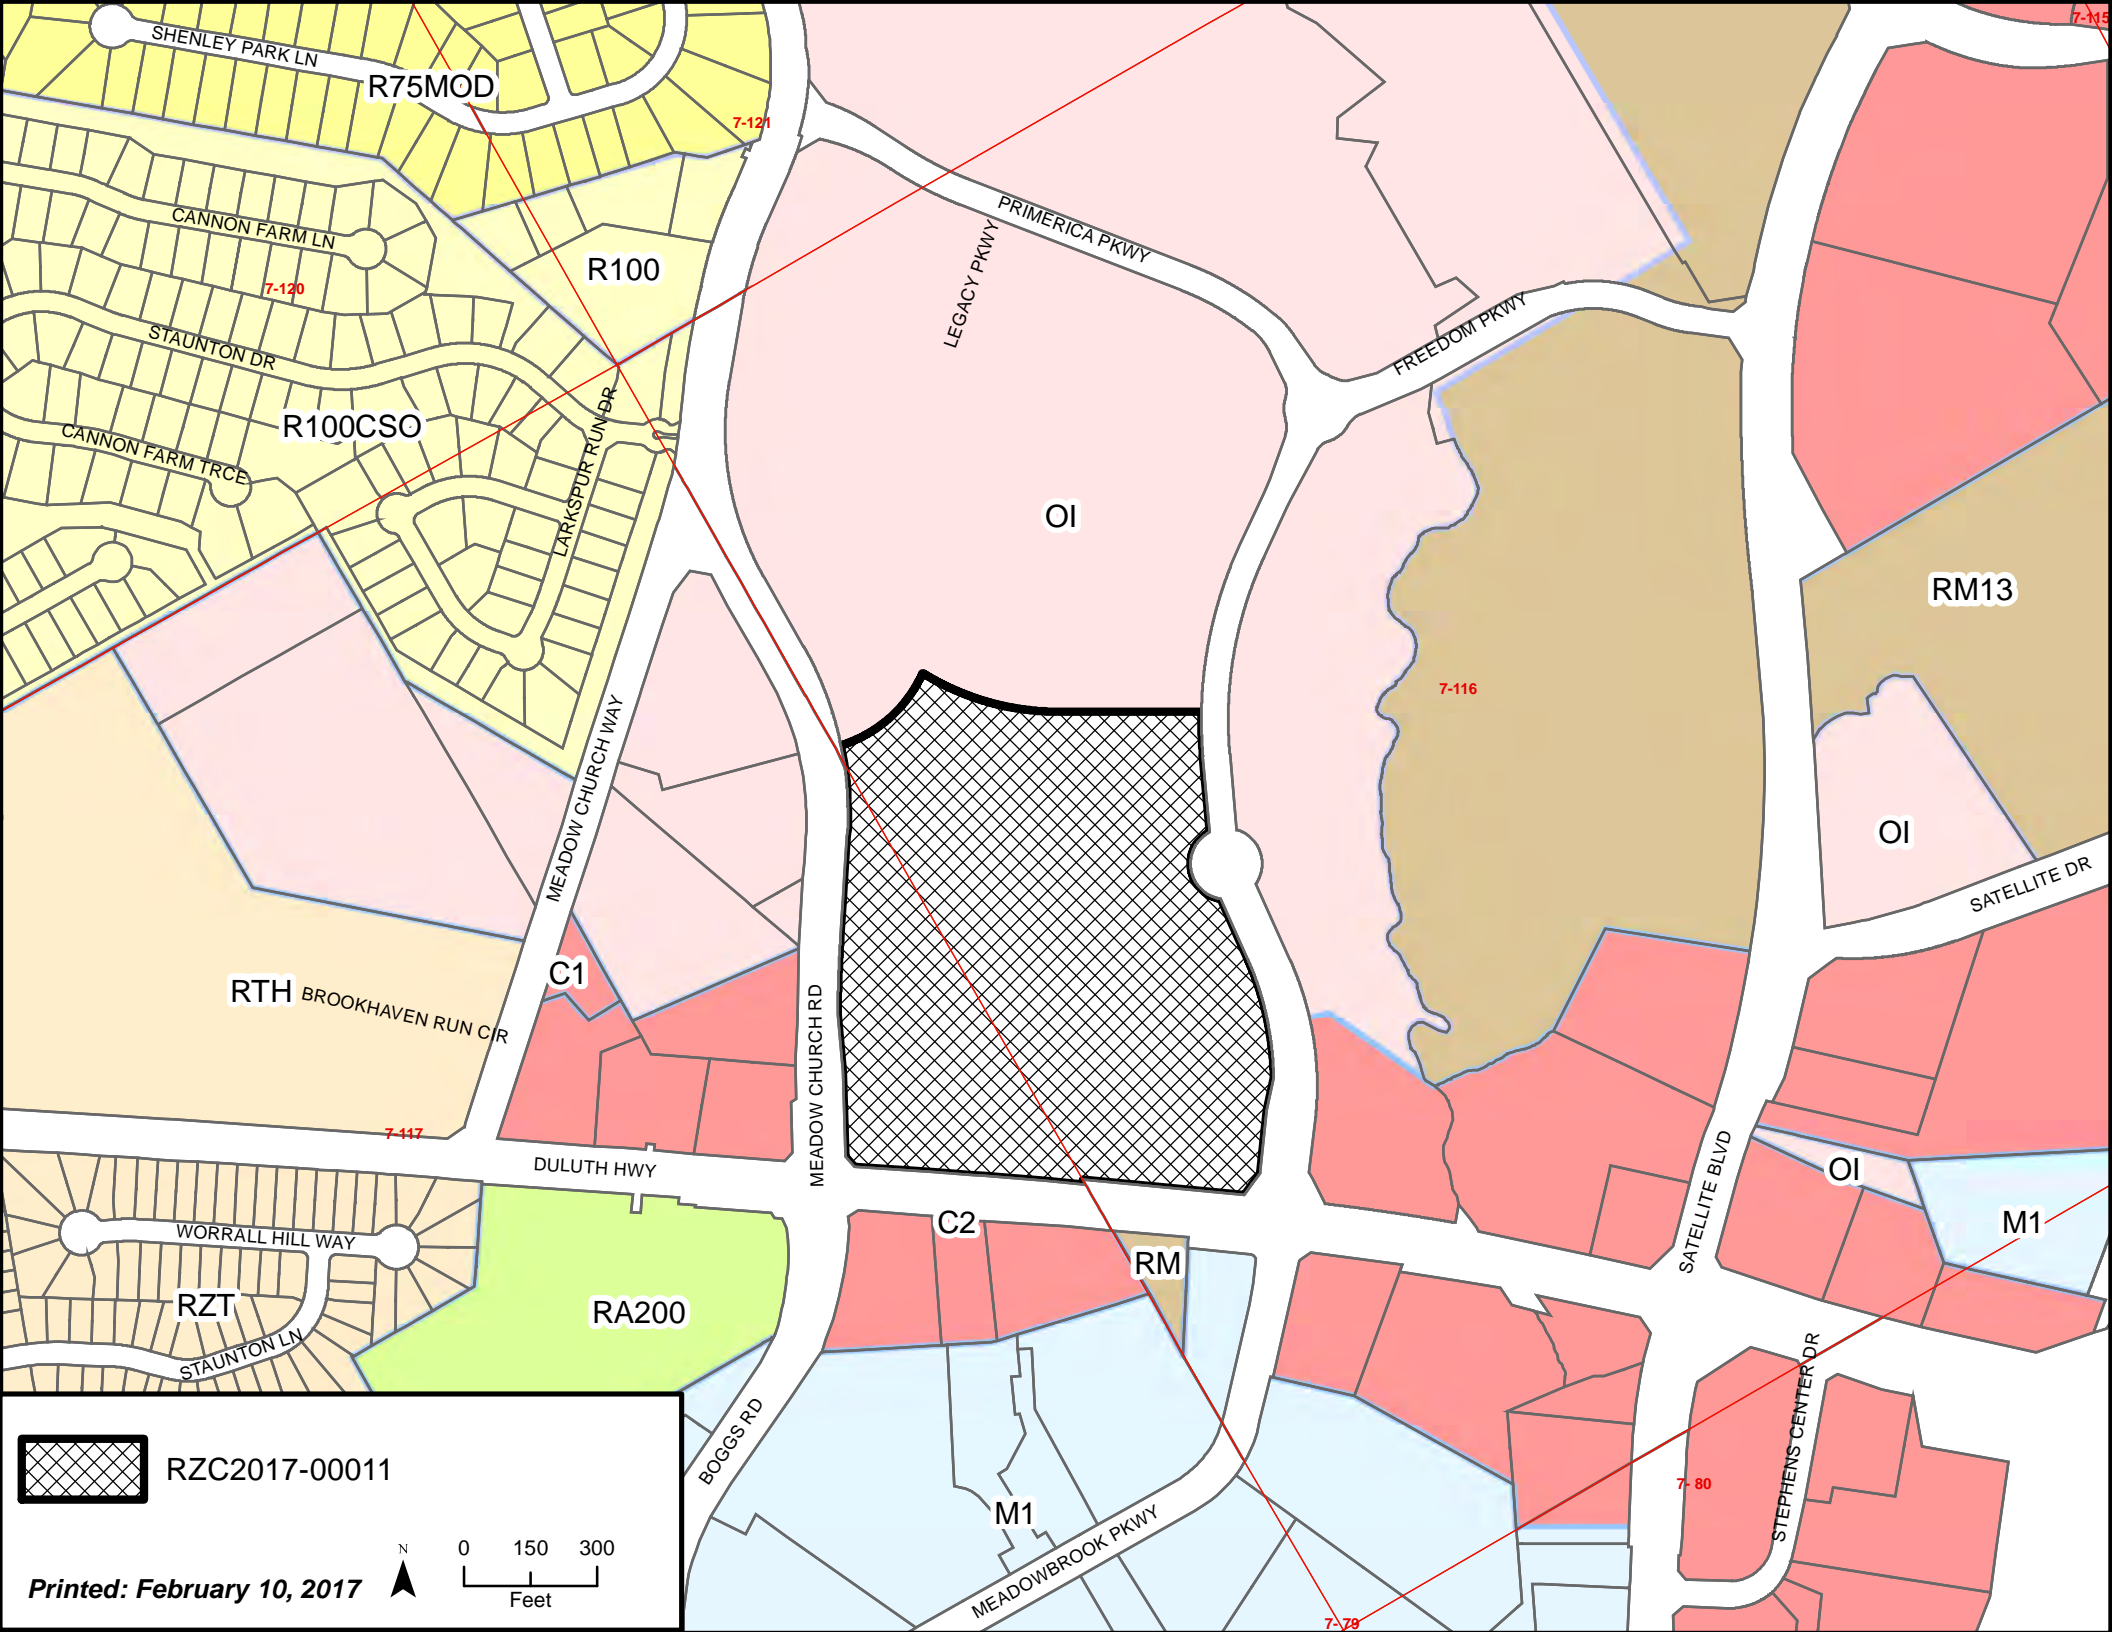 7-115
SHENLEY PARK LN
R75MOD
7-121
CANNON FARM LN
PRIMERICA PKWY
LEGACY PKWY
R100
7-120
STAUNTON DR
FREEDOM PKWY
R100CSO
CANNON FARM TRCE
LARKSPUR RUN DR
OI
RM13
7-116
MEADOW CHURCH WAY
OI
SATELLITE DR
C1
RTH
BROOKHAVEN RUN CIR
MEADOW CHURCH RD
7-117
DULUTH HWY
SATELLITE BLVD
OI
C2
M1
WORRALL HILL WAY
RM
RZT
RA200
STAUNTON LN
STEPHENS CENTER DR
BOGGS RD
RZC2017-00011
7- 80
M1
MEADOWBROOK PKWY
N
0 150 300
Feet
Printed: February 10, 2017
7- 79